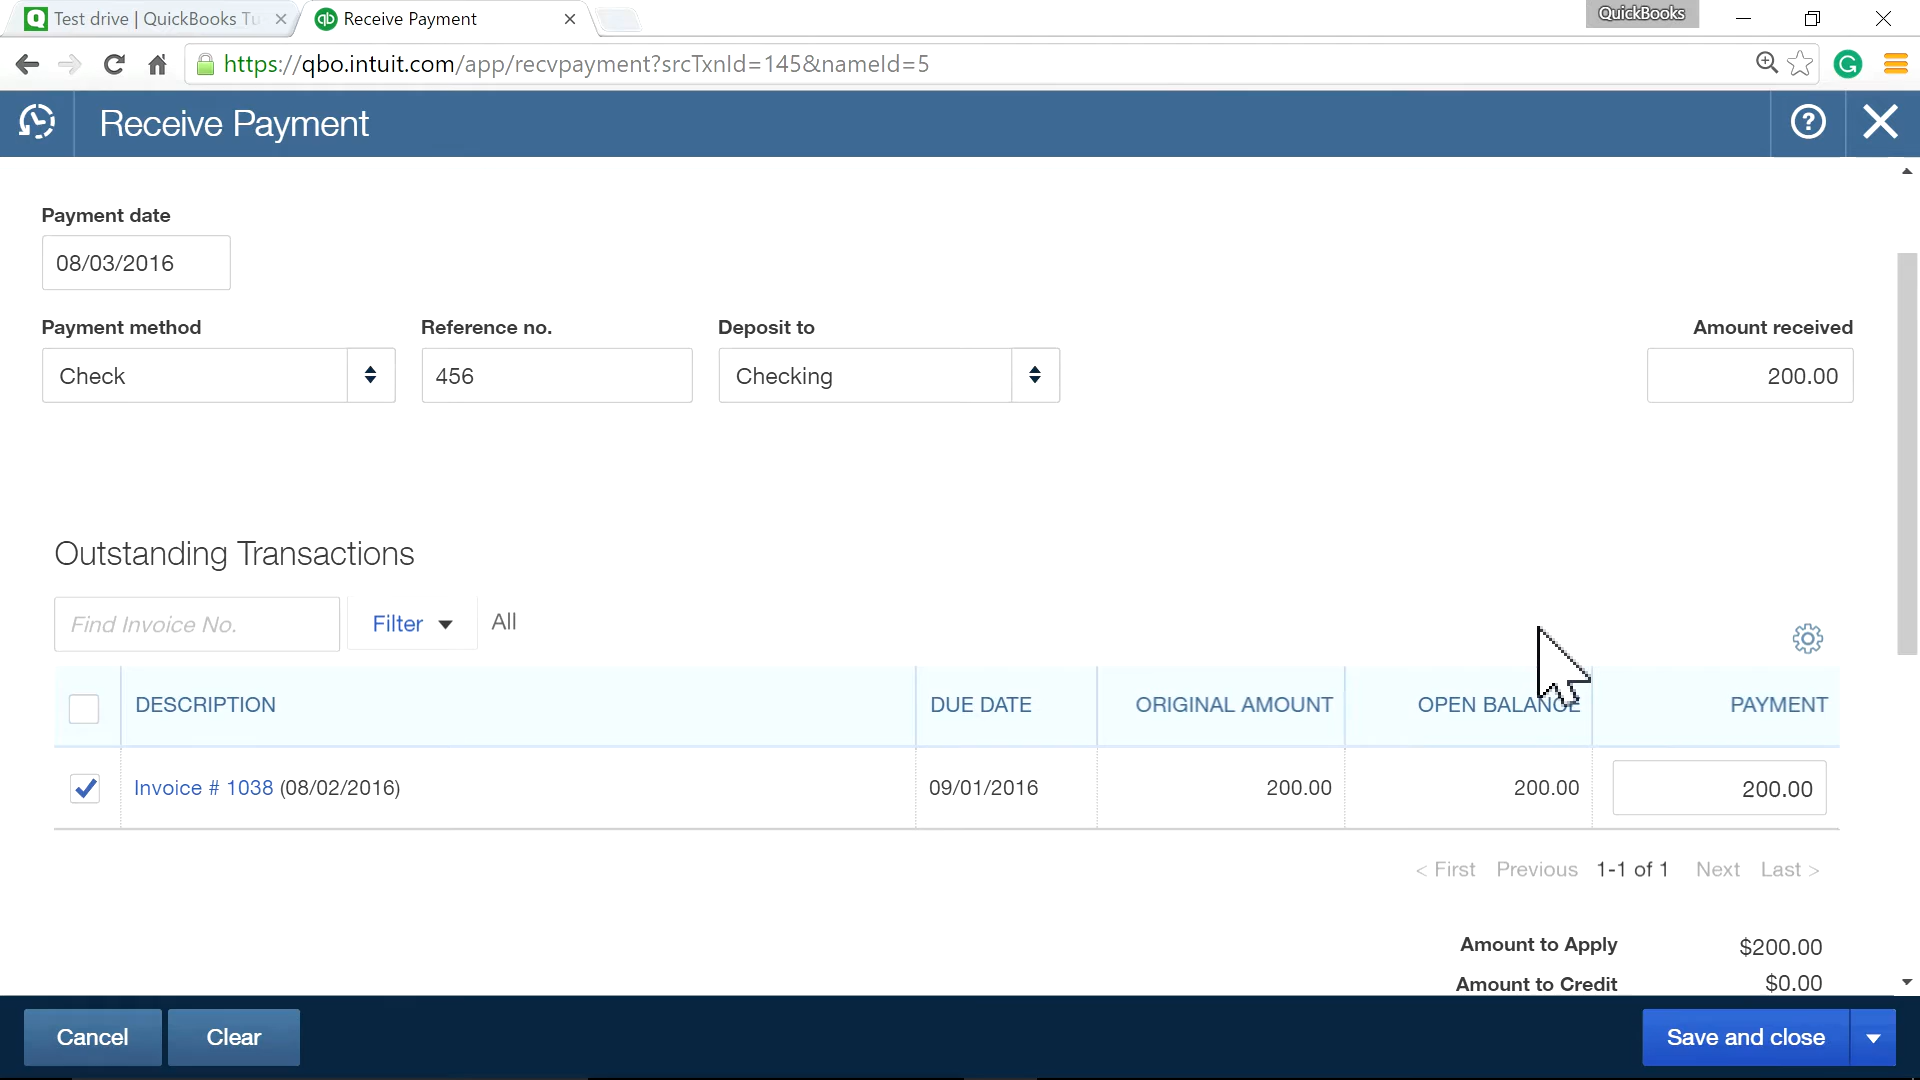 Test drive | QuickBooks Tu
Receive Payment
QuickBooks
https://qbo.intuit.com/app/recvpayment?srcTxnId=145&nameId=5
Receive Payment
Payment date
08/03/2016
Payment method
Reference no.
Deposit to
Amount received
Check
456
Checking
200.00
Outstanding Transactions
Find Invoice No.
Filter
All
DESCRIPTION
DUE DATE
ORIGINAL AMOUNT
OPEN BALANCE
PAYMENT
Invoice # 1038 (08/02/2016)
09/01/2016
200.00
200.00
200.00
< First Previous 1-1 of 1 Next Last >
Amount to Apply $200.00
Amount to Credit $0.00
Cancel
Clear
Save and close